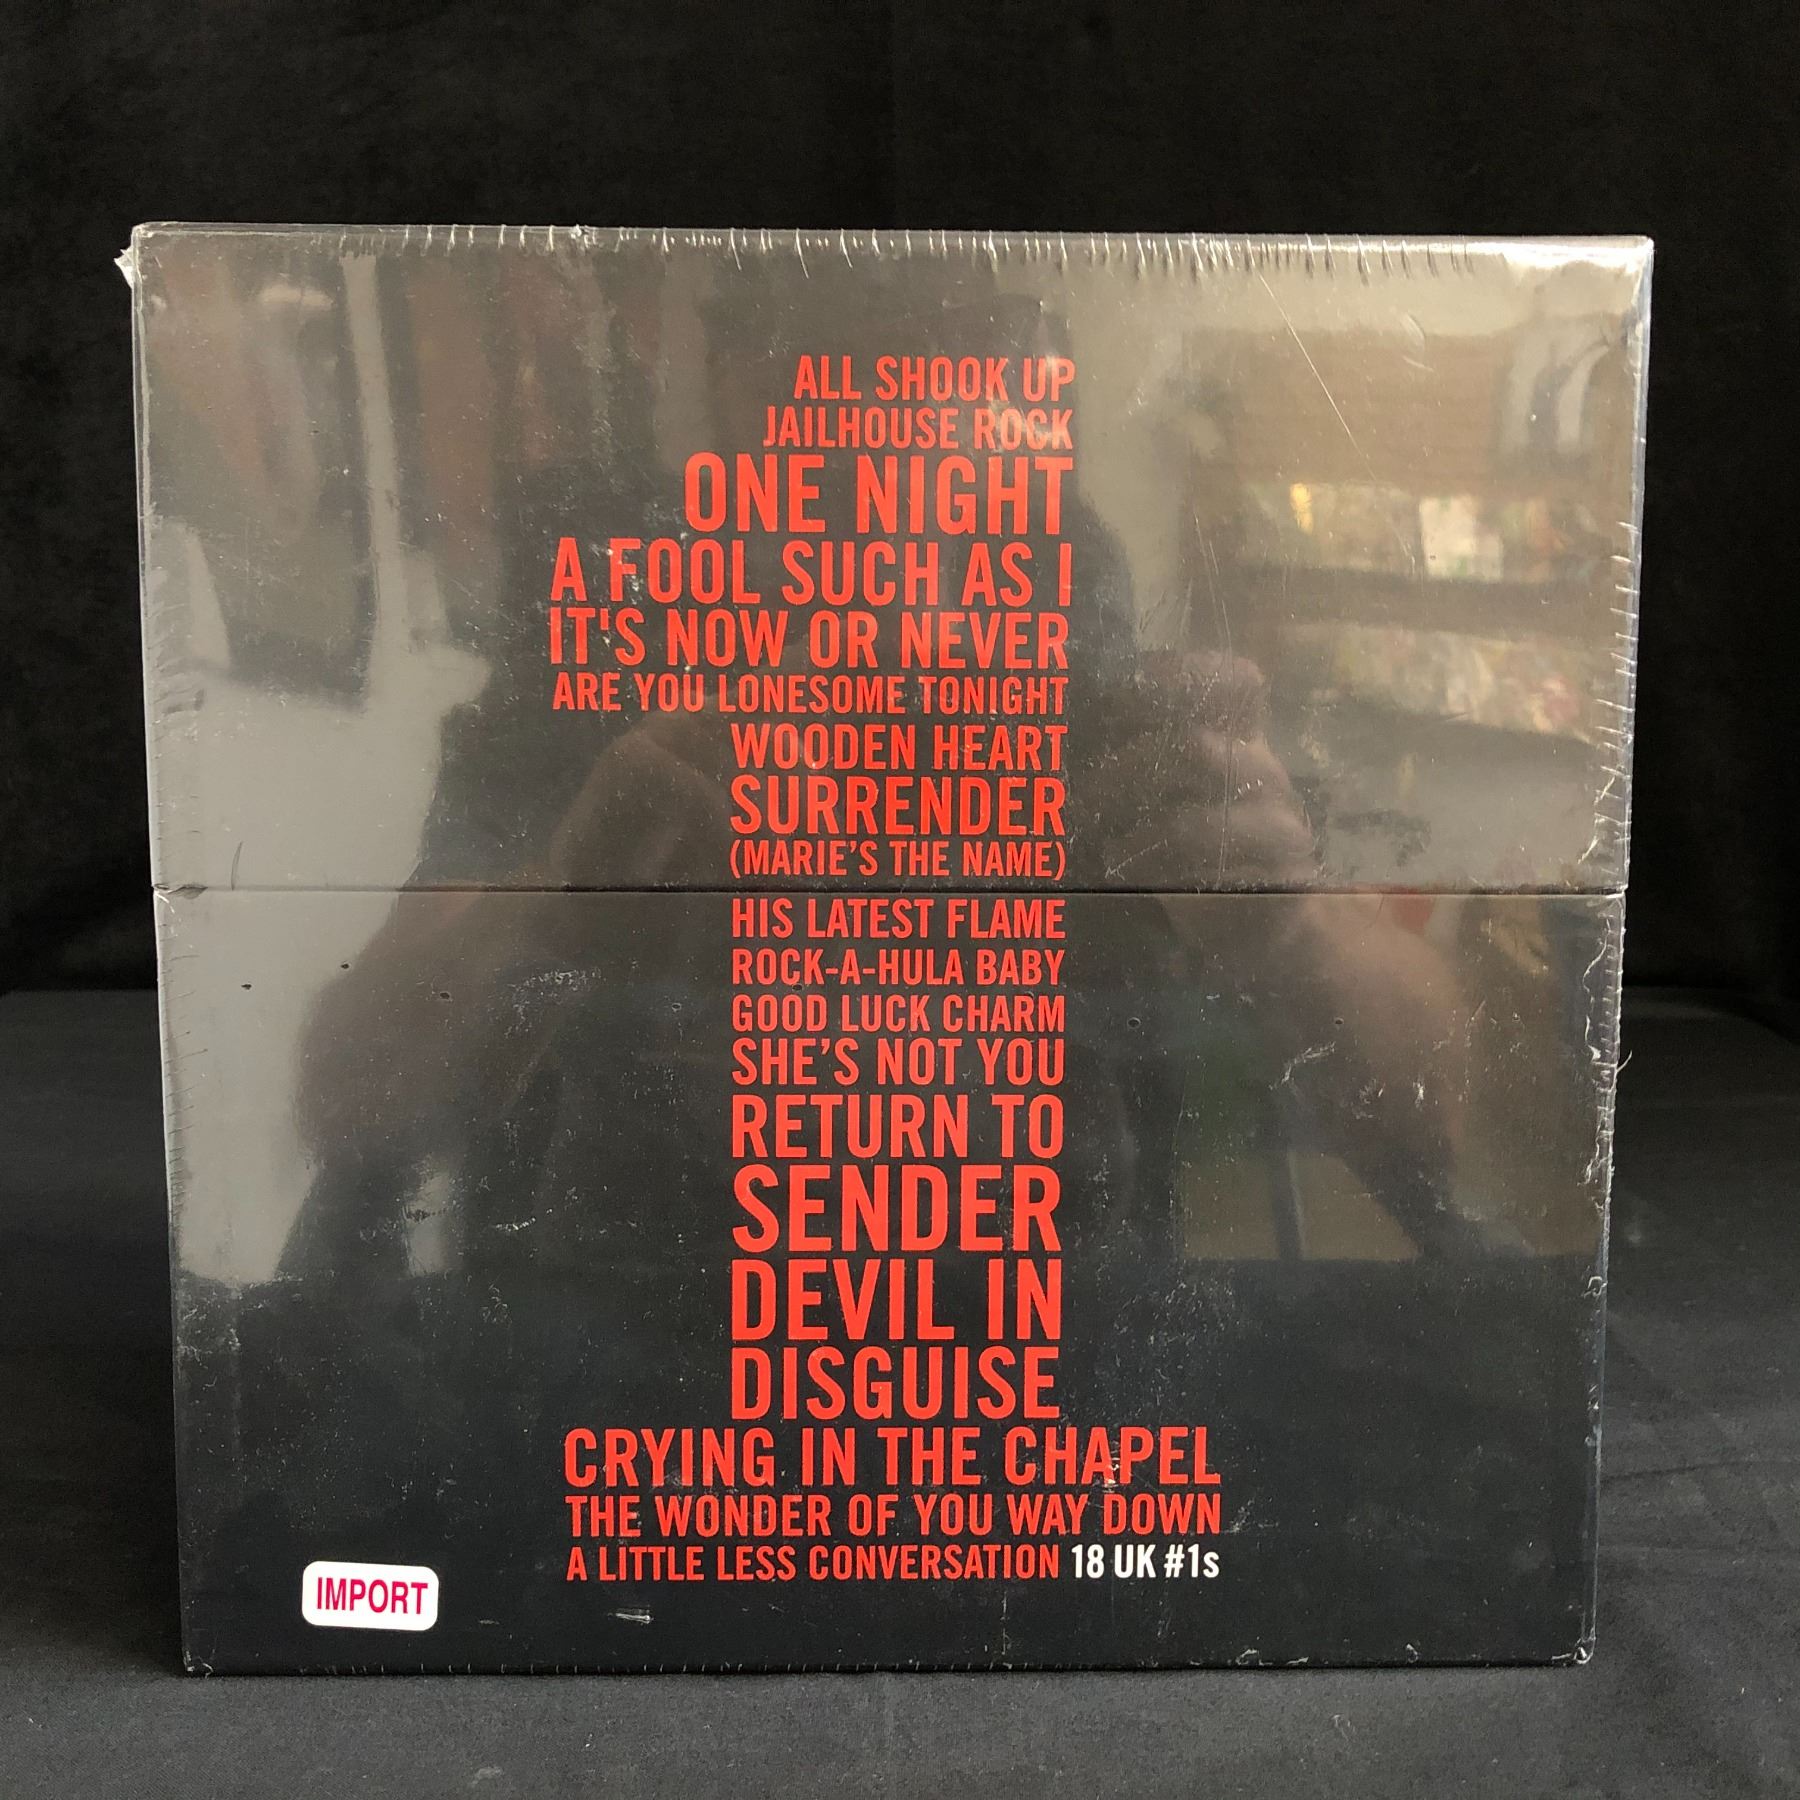 ALL SHOOK UP
JAILHOUSE ROCK
ONE NIGHT
A FOOL SUCH AS I
IT'S NOW OR NEVER
ARE YOU LONESOME TONIGHT
WOODEN HEART
SURRENDER
(MARIE'S THE NAME)
HIS LATEST FLAME
ROCK-A-HULA BABY
GOOD LUCK CHARM
SHE'S NOT YOU
RETURN TO
SENDER
DEVIL IN
DISGUISE
CRYING IN THE CHAPEL
THE WONDER OF YOU WAY DOWN
A LITTLE LESS CONVERSATION 18 UK #1s
IMPORT